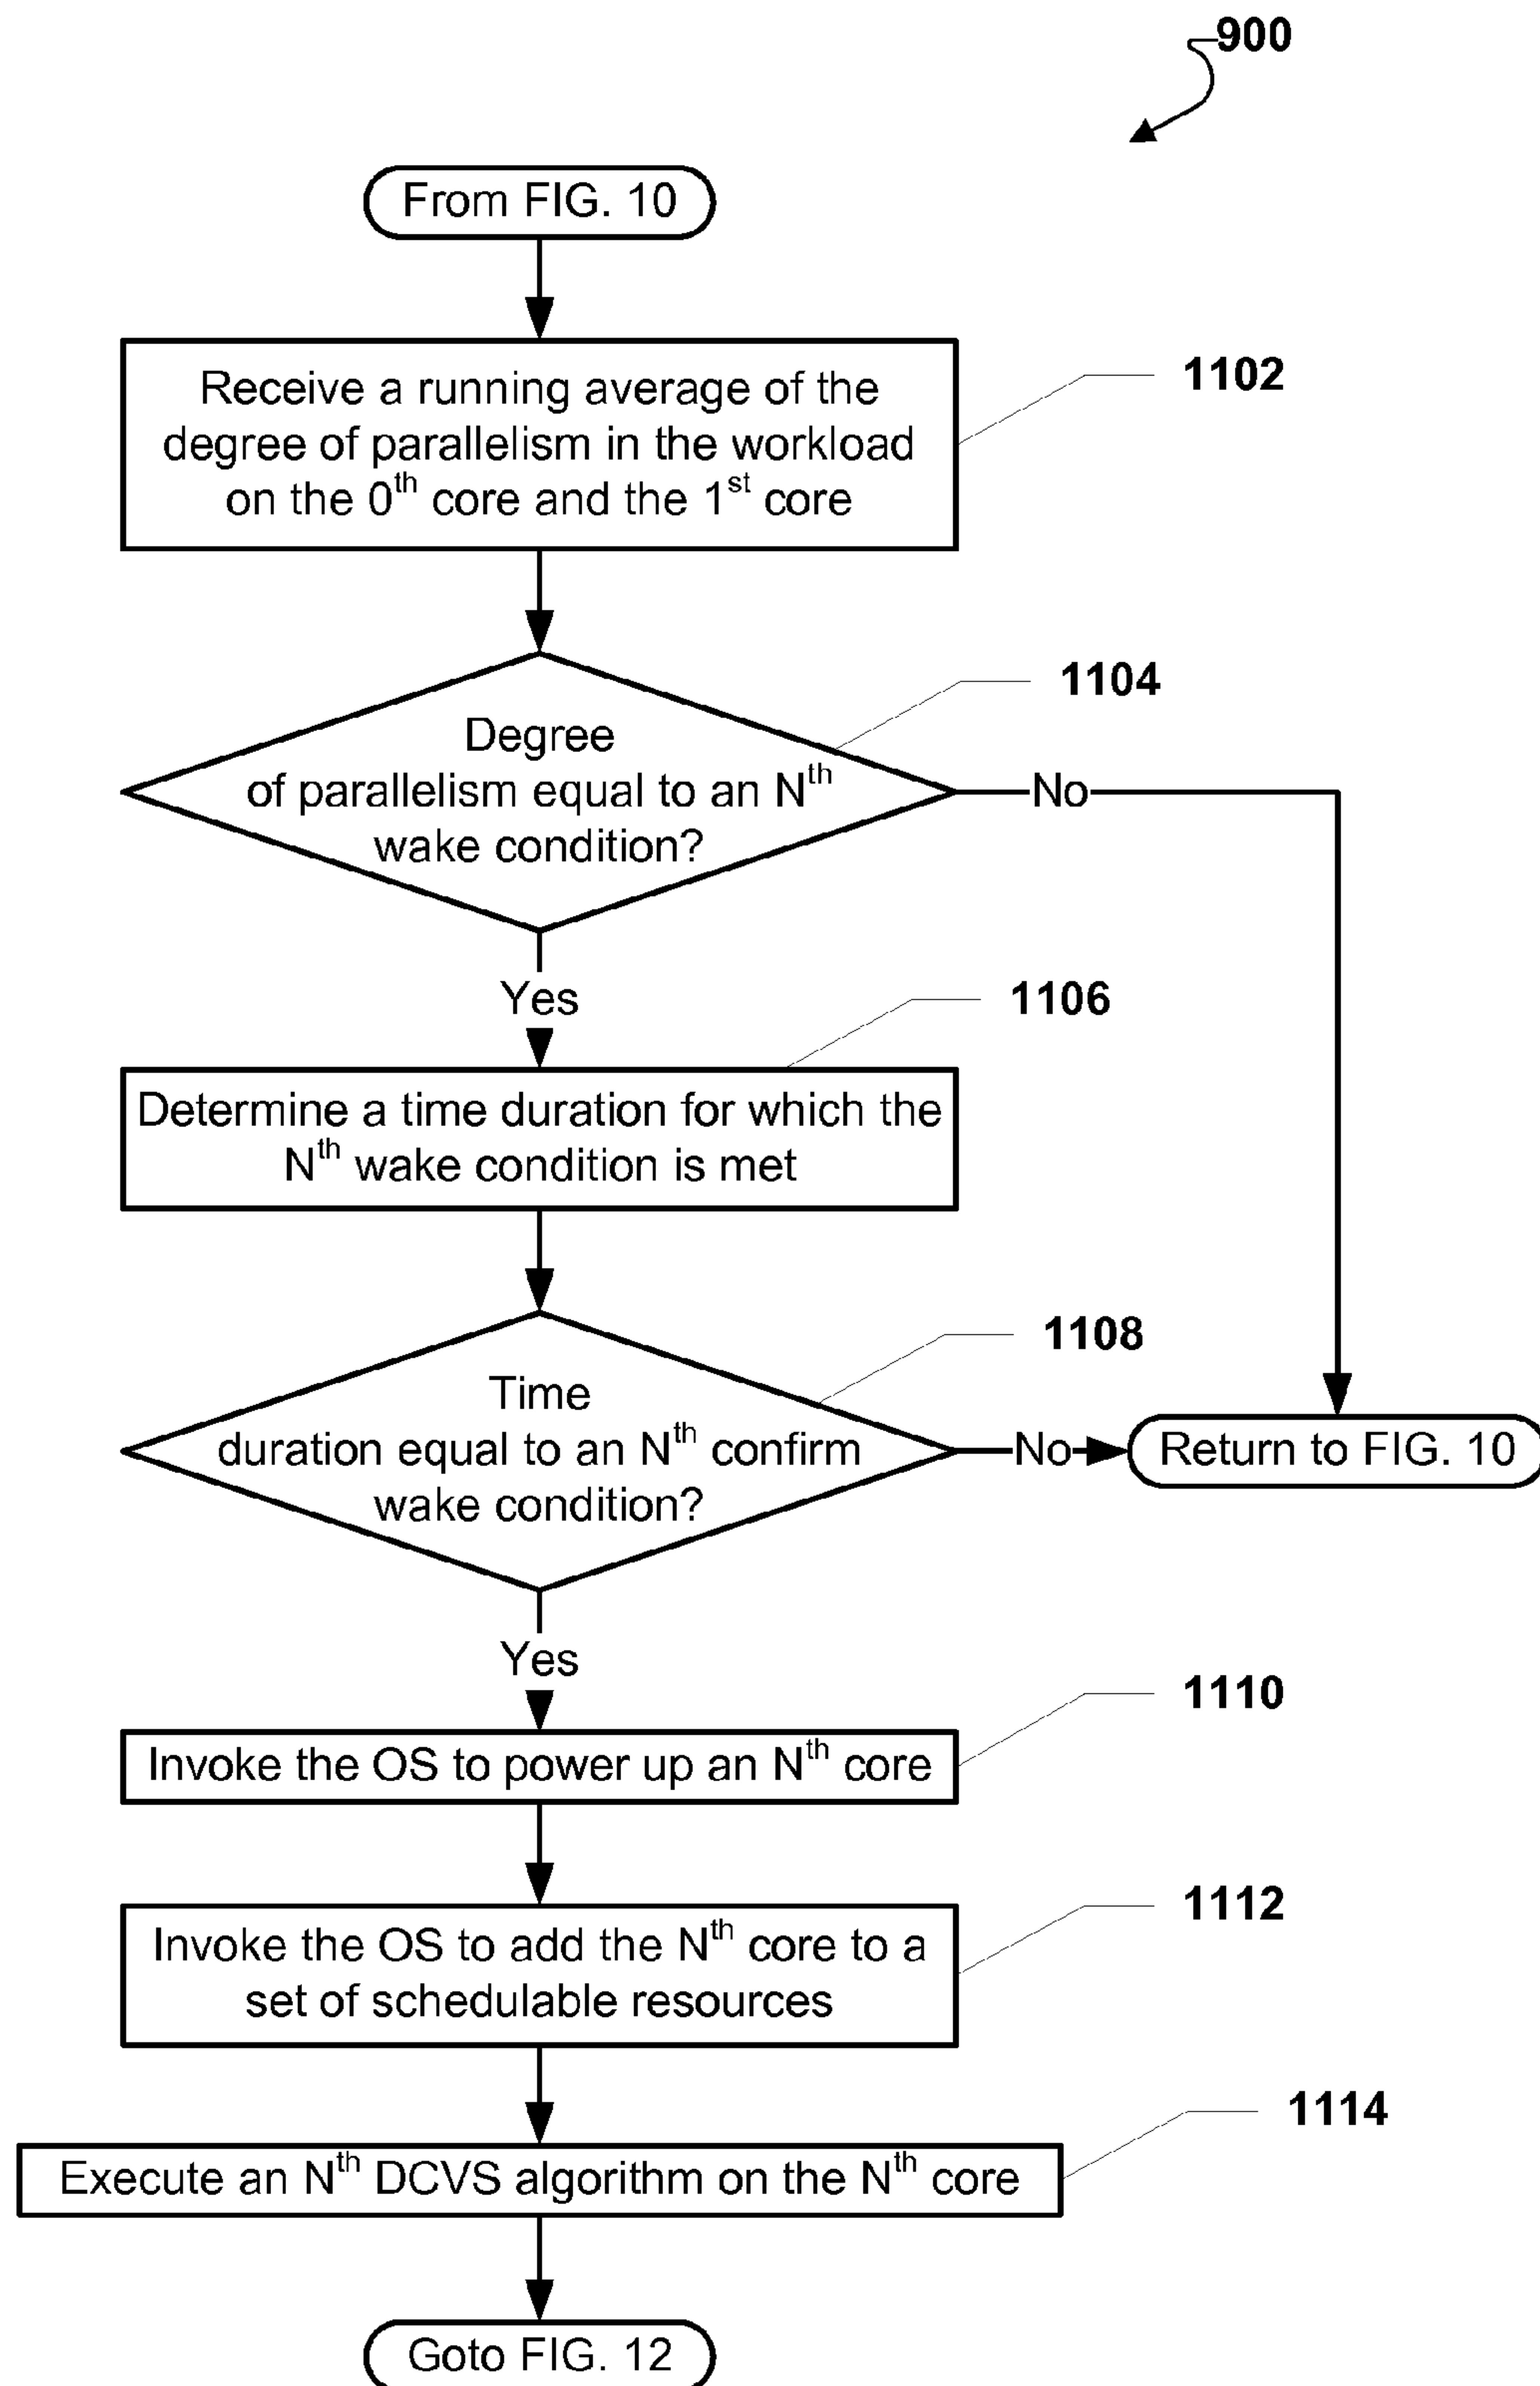 900
From FIG. 10
Receive a running average of the
degree of parallelism in the workload
on the 0th core and the 1st core
1102
Degree
of parallelism equal to an Nth
wake condition?
1104
No
Yes
Determine a time duration for which the
Nth wake condition is met
1106
Time
duration equal to an Nth confirm
wake condition?
1108
No
Return to FIG. 10
Yes
Invoke the OS to power up an Nth core
1110
Invoke the OS to add the Nth core to a
set of schedulable resources
1112
Execute an Nth DCVS algorithm on the Nth core
1114
Goto FIG. 12